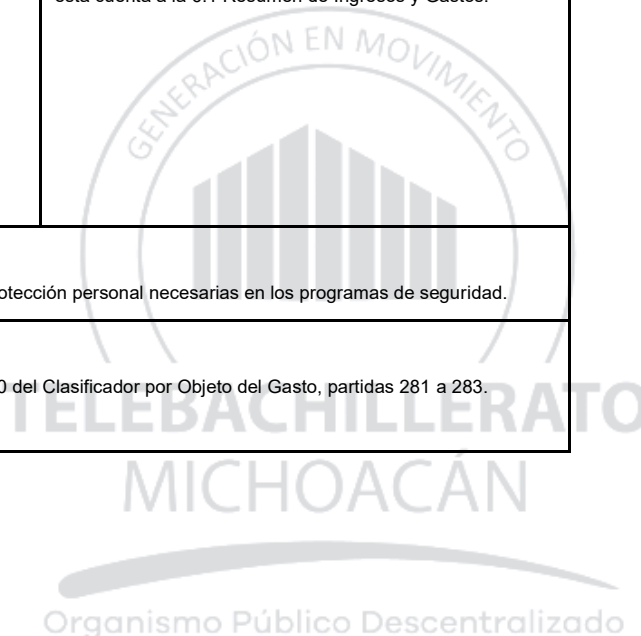 esta cuenta a la 6.1 Resumen de Ingresos y Gastos.
GENERACIÓN EN MOVIMIENTO
otección personal necesarias en los programas de seguridad.
0 del Clasificador por Objeto del Gasto, partidas 281 a 283.
TELEBACHILLERATO
MICHOACÁN
Organismo Público Descentralizado